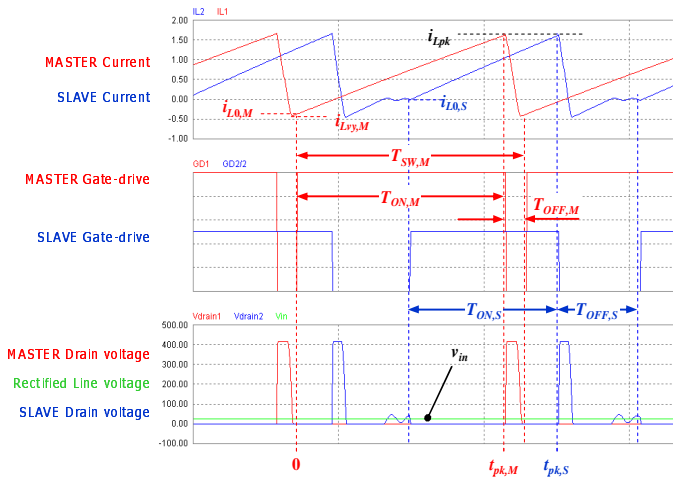 IL2 IL1
2.00
1.50
1.00
0.50
0.00
-0.50
-1.00
MASTER Current
SLAVE Current
iLpk
iL0,M
iLvy,M
iL0,S
TSW,M
GD1 GD2/2
MASTER Gate-drive
SLAVE Gate-drive
TON,M
TOFF,M
TON,S
TOFF,S
Vdrain1 Vdrain2 Vin
500.00
400.00
300.00
200.00
100.00
0.00
-100.00
MASTER Drain voltage
Rectified Line voltage
SLAVE Drain voltage
vin
0
tpk,M
tpk,S